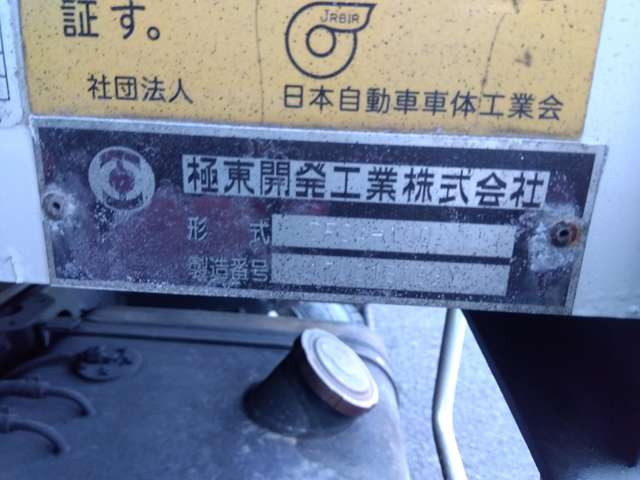 証す。
JABIA
社団法人 日本自動車車体工業会
極東開発工業株式会社
形式
製造番号